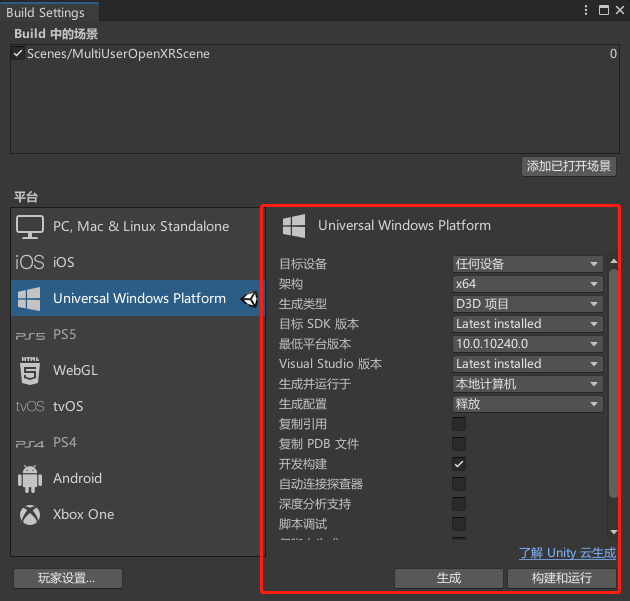 Build Settings
Build 中的场景
Scenes/MultiUserOpenXRScene 0
添加已打开场景
平台
PC, Mac & Linux Standalone
iOS iOS
Universal Windows Platform
PS5 PS5
HTML 5 WebGL
tvOS tvOS
PS4 PS4
Android
Xbox One
玩家设置...
Universal Windows Platform
目标设备 任何设备
架构 x64
生成类型 D3D 项目
目标 SDK 版本 Latest installed
最低平台版本 10.0.10240.0
Visual Studio 版本 Latest installed
生成并运行于 本地计算机
生成配置 释放
复制引用
复制 PDB 文件
开发构建
自动连接探查器
深度分析支持
脚本调试
了解 Unity 云生成
生成 构建和运行